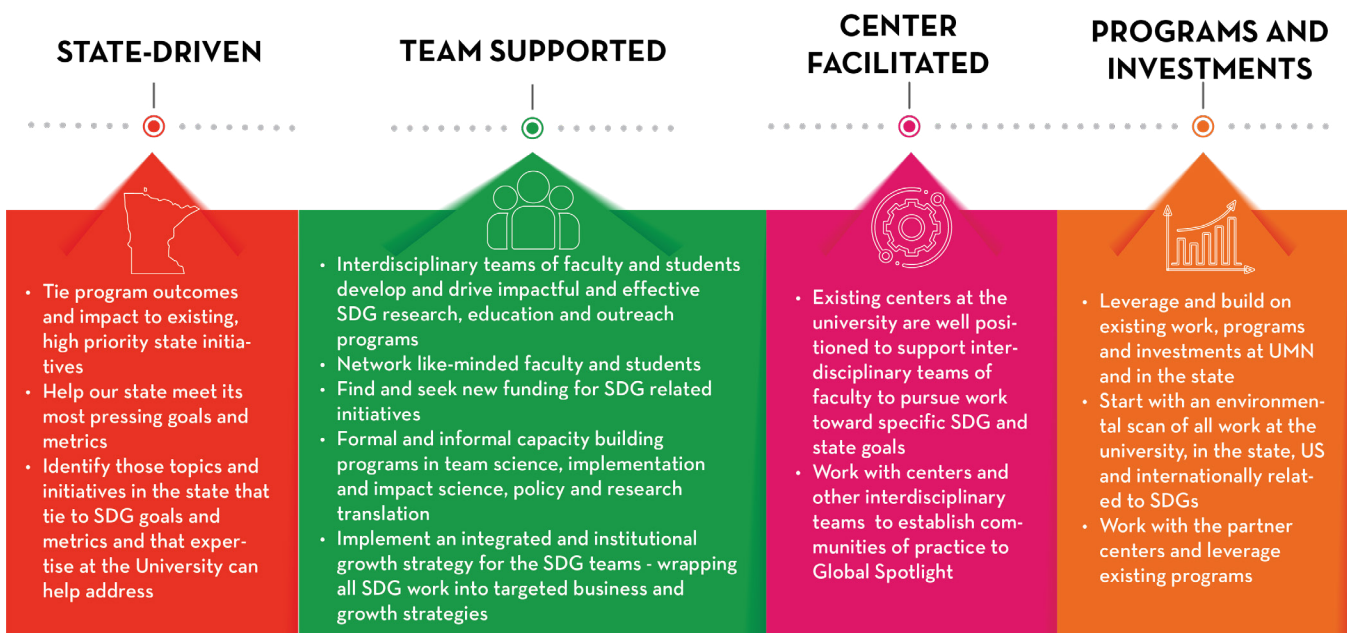 STATE-DRIVEN
• Tie program outcomes
and impact to existing,
high priority state initia-
tives
• Help our state meet its
most pressing goals and
metrics
• Identify those topics and
initiatives in the state that
tie to SDG goals and
metrics and that exper-
tise at the University can
help address
TEAM SUPPORTED
• Interdisciplinary teams of faculty and students
develop and drive impactful and effective
SDG research, education and outreach
programs
• Network like-minded faculty and students
• Find and seek new funding for SDG related
initiatives
• Formal and informal capacity building
programs in team science, implementation
and impact science, policy and research
translation
• Implement an integrated and institutional
growth strategy for the SDG teams - wrapping
all SDG work into targeted business and
growth strategies
CENTER
FACILITATED
• Existing centers at the
university are well posi-
tioned to support inter-
disciplinary teams of
faculty to pursue work
toward specific SDG and
state goals
• Work with centers and
other interdisciplinary
teams to establish com-
munities of practice to
Global Spotlight
PROGRAMS AND
INVESTMENTS
• Leverage and build on
existing work, programs
and investments at UMN
and in the state
• Start with an environmen-
tal scan of all work at the
university, in the state, US
and internationally relat-
ed to SDGs
• Work with the partner
centers and leverage
existing programs